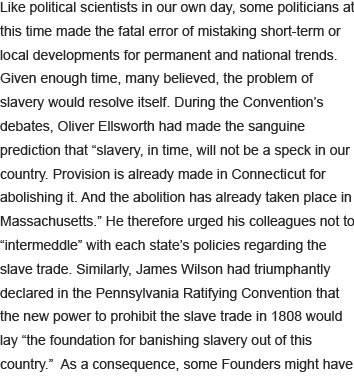 Like political scientists in our own day, some politicians at
this time made the fatal error of mistaking short-term or
local developments for permanent and national trends.
Given enough time, many believed, the problem of
slavery would resolve itself. During the Convention’s
debates, Oliver Ellsworth had made the sanguine
prediction that “slavery, in time, will not be a speck in our
country. Provision is already made in Connecticut for
abolishing it. And the abolition has already taken place in
Massachusetts.” He therefore urged his colleagues not to
“intermeddle” with each state’s policies regarding the
slave trade. Similarly, James Wilson had triumphantly
declared in the Pennsylvania Ratifying Convention that
the new power to prohibit the slave trade in 1808 would
lay “the foundation for banishing slavery out of this
country.”  As a consequence, some Founders might have